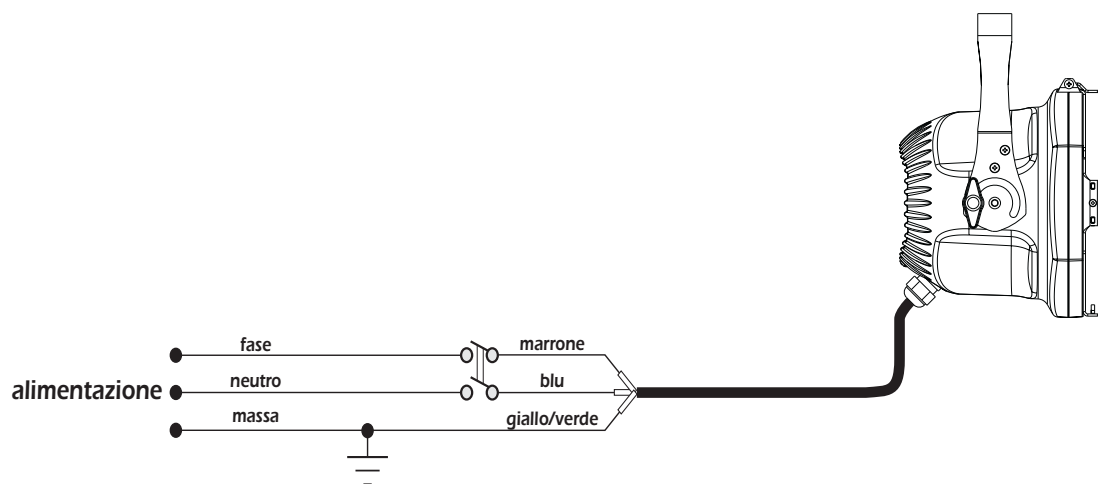 fase
marrone
alimentazione
neutro
blu
massa
giallo/verde